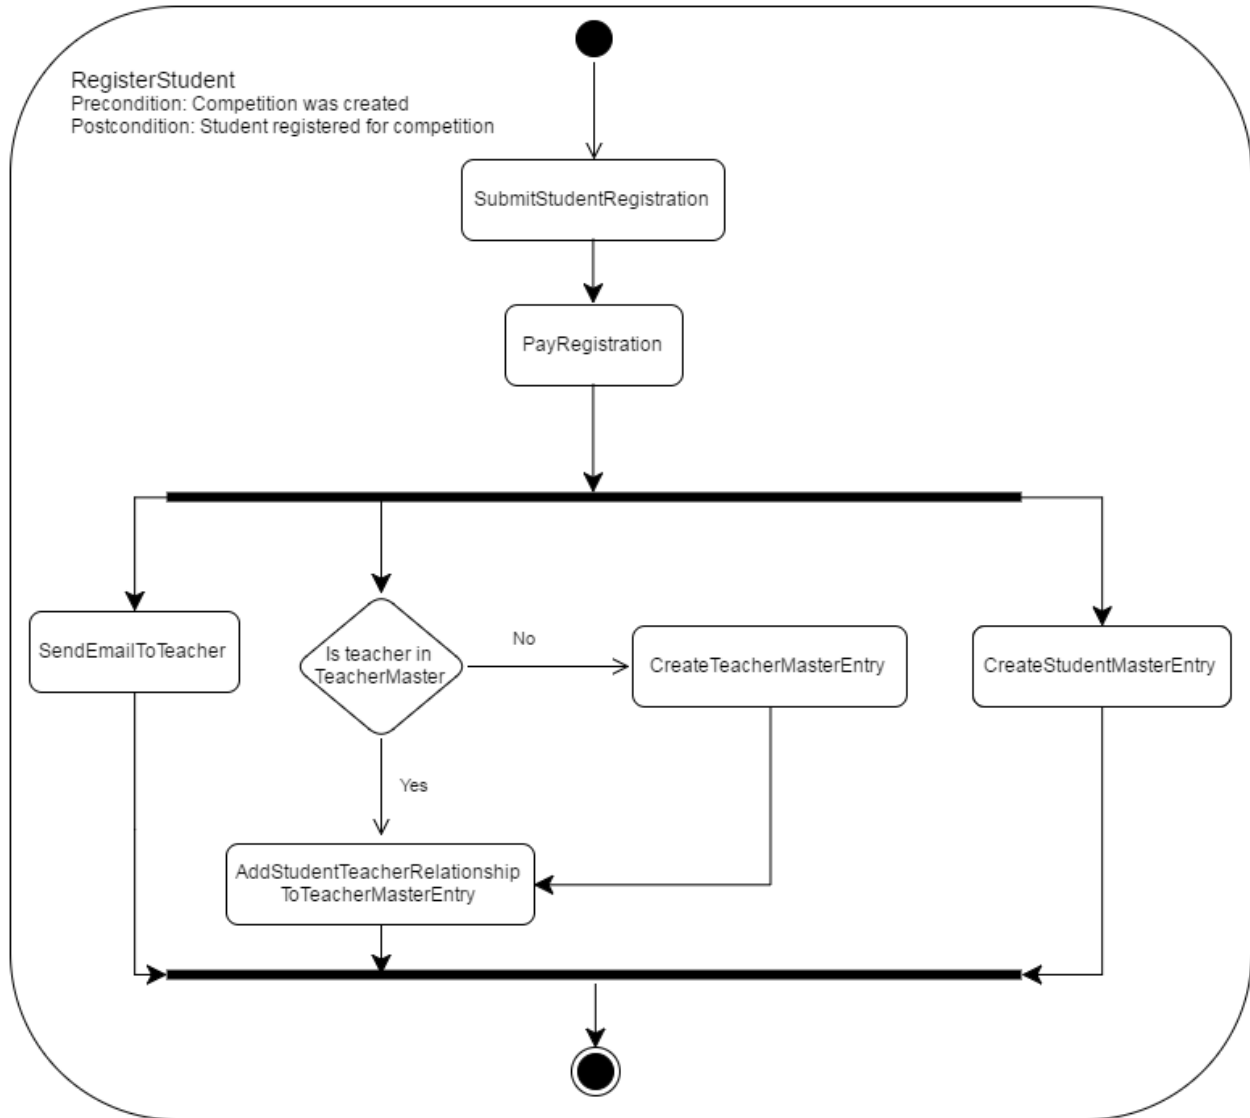 RegisterStudent
Precondition: Competition was created
Postcondition: Student registered for competition
SubmitStudentRegistration
PayRegistration
SendEmailToTeacher
Is teacher in
TeacherMaster
No
CreateTeacherMasterEntry
CreateStudentMasterEntry
Yes
AddStudentTeacherRelationship
ToTeacherMasterEntry